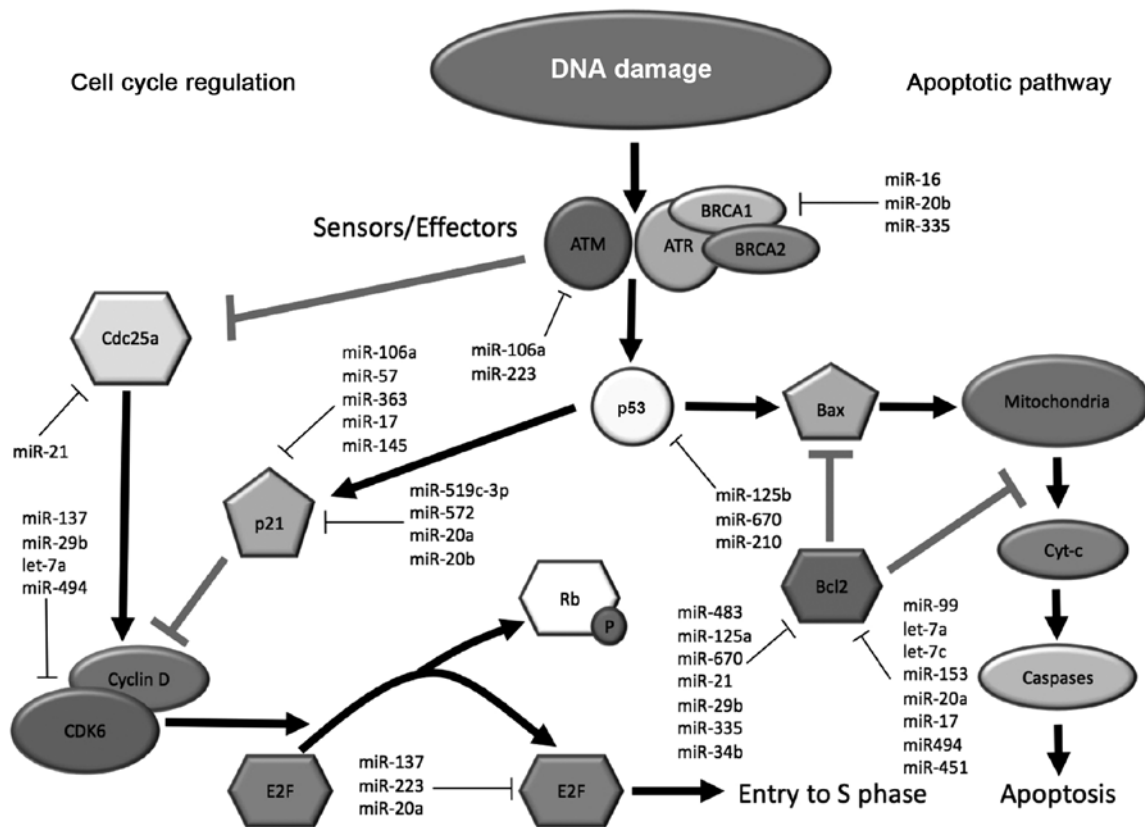 DNA damage
Cell cycle regulation
Apoptotic pathway
miR-16
miR-20b
miR-335
BRCA1
BRCA2
Sensors/Effectors
ATM
ATR
Cdc25a
miR-106a
miR-57
miR-363
miR-17
miR-145
miR-106a
miR-223
p53
Bax
Mitochondria
miR-21
p21
miR-519c-3p
miR-572
miR-20a
miR-20b
miR-125b
miR-670
miR-210
miR-137
miR-29b
let-7a
miR-494
Cyt-c
Rb
P
Bcl2
miR-483
miR-125a
miR-670
miR-21
miR-29b
miR-335
miR-34b
miR-99
let-7a
let-7c
miR-153
miR-20a
miR-17
miR494
miR-451
Caspases
Cyclin D
CDK6
E2F
miR-137
miR-223
miR-20a
E2F
Entry to S phase
Apoptosis